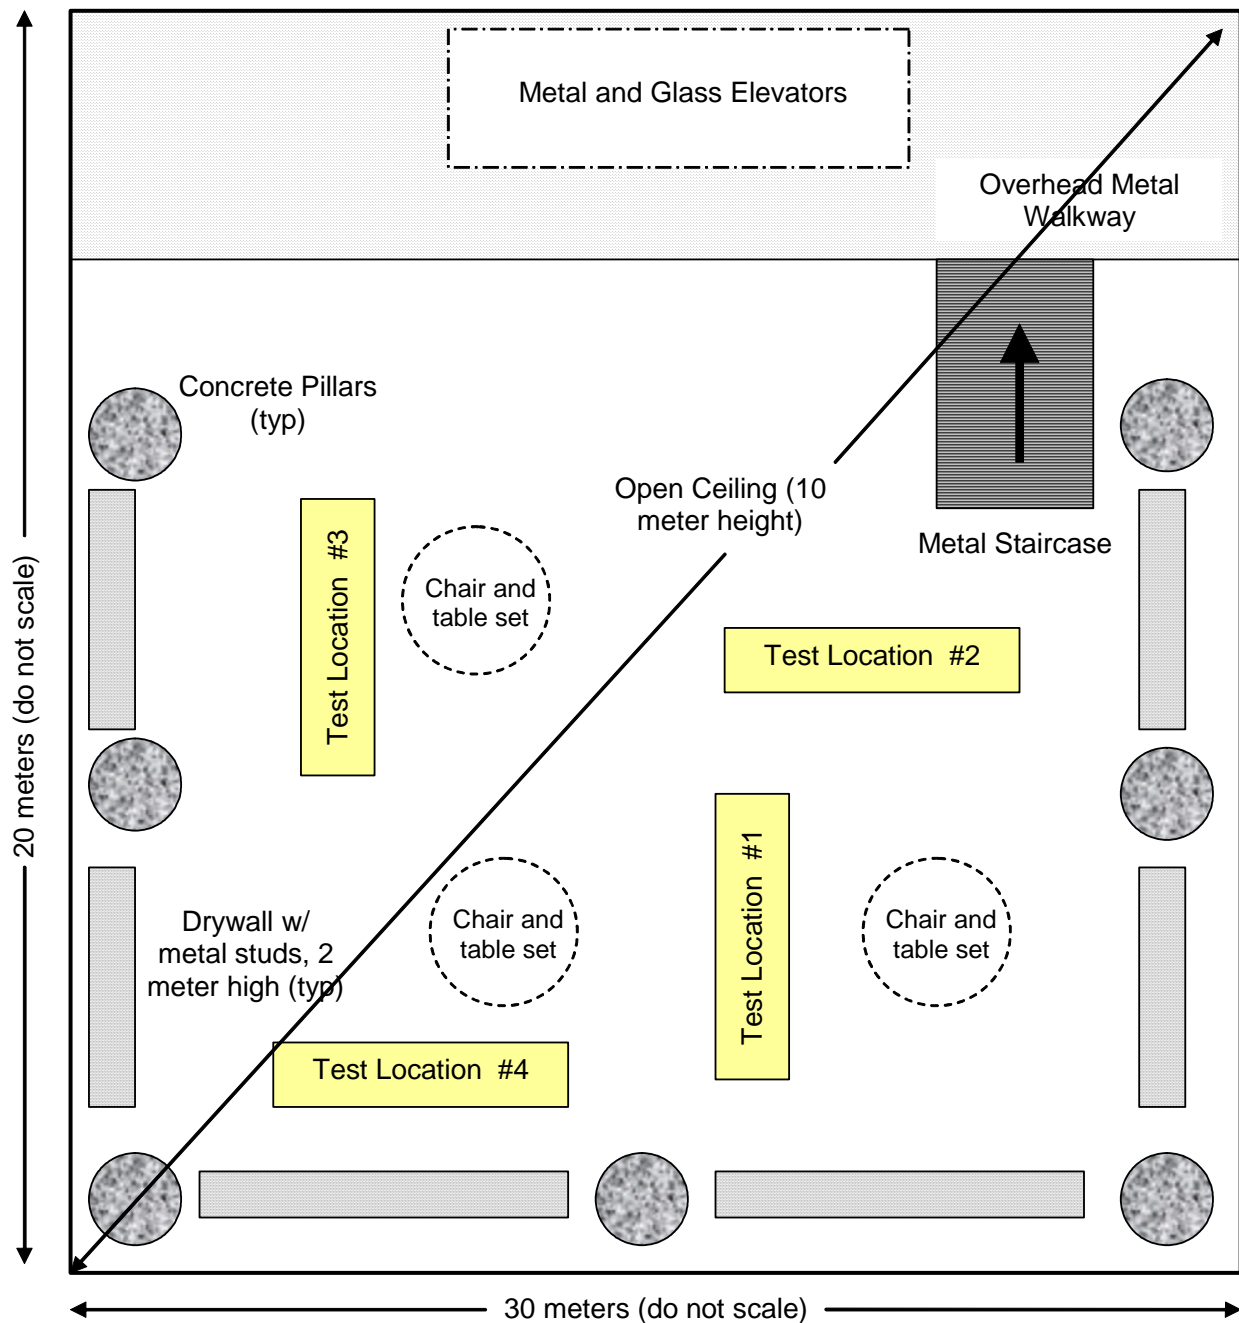 Metal and Glass Elevators
Overhead Metal
Walkway
Concrete Pillars
(typ)
Open Ceiling (10
meter height)
Metal Staircase
Test Location  #3
Chair and
table set
Test Location  #2
20 meters (do not scale)
Test Location  #1
Drywall w/
metal studs, 2
meter high (typ)
Chair and
table set
Chair and
table set
Test Location  #4
30 meters (do not scale)